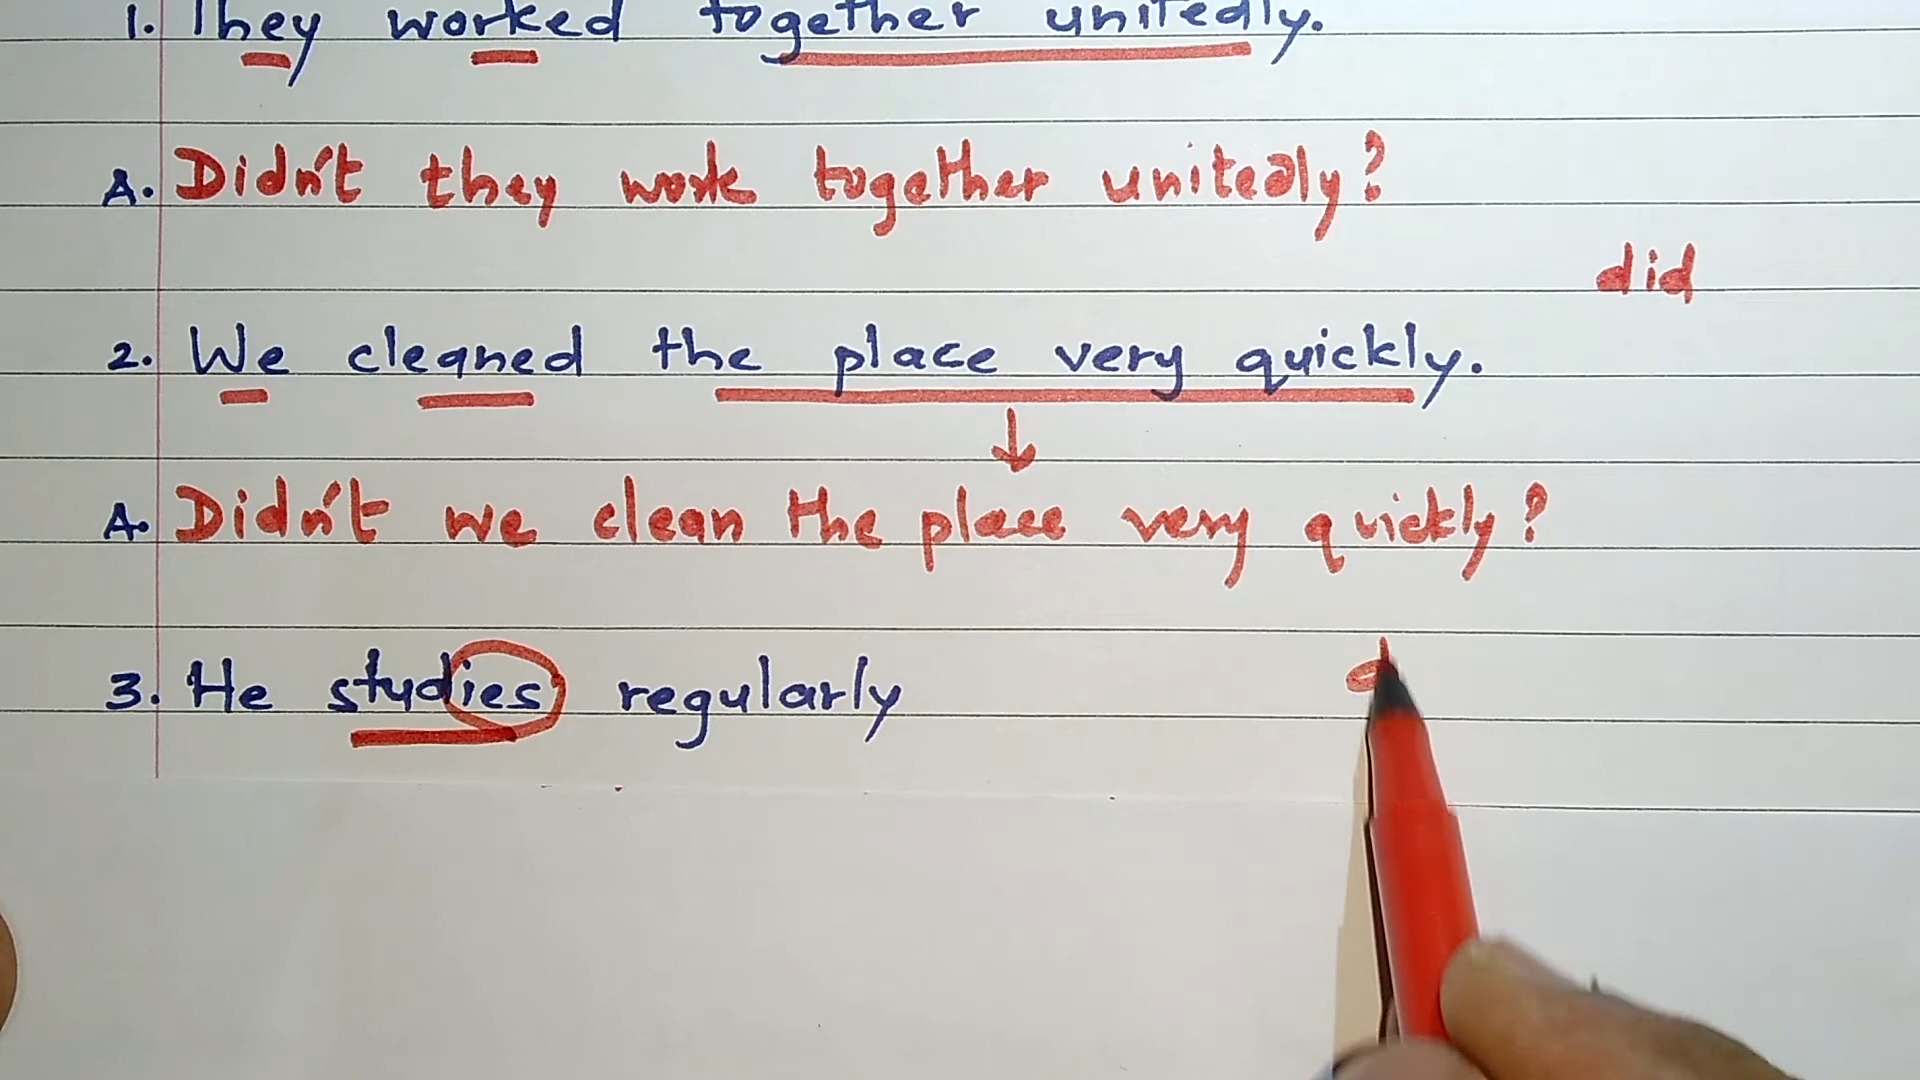 1. They worked together unitedly.
A. Didn't they work together unitedly?
did
2. We cleaned the place very quickly.
A. Didn't we clean the place very quickly?
3. He studies regularly